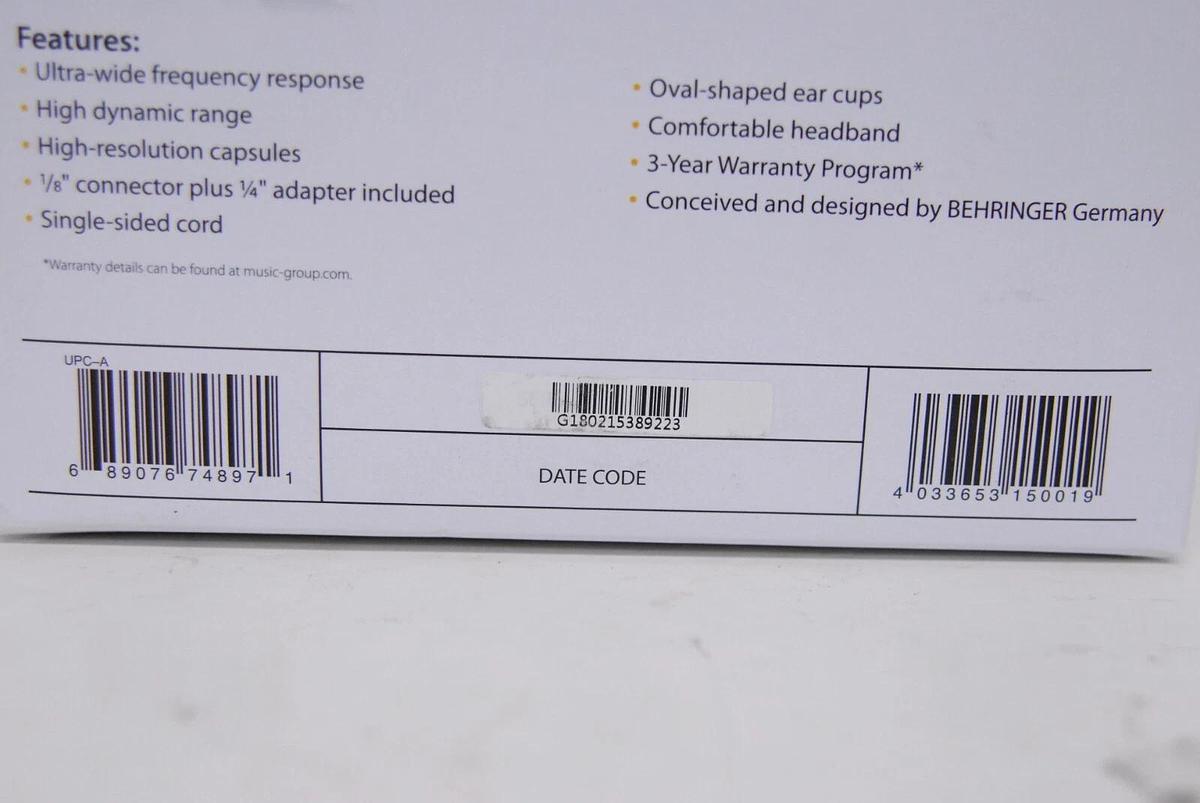 Features:
• Ultra-wide frequency response
• High dynamic range
• High-resolution capsules
• ⅛" connector plus ¼" adapter included
• Single-sided cord
• Oval-shaped ear cups
• Comfortable headband
• 3-Year Warranty Program*
• Conceived and designed by BEHRINGER Germany
*Warranty details can be found at music-group.com.
UPC-A
6 89076 74897 1
G180215389223
DATE CODE
4 033653 150019